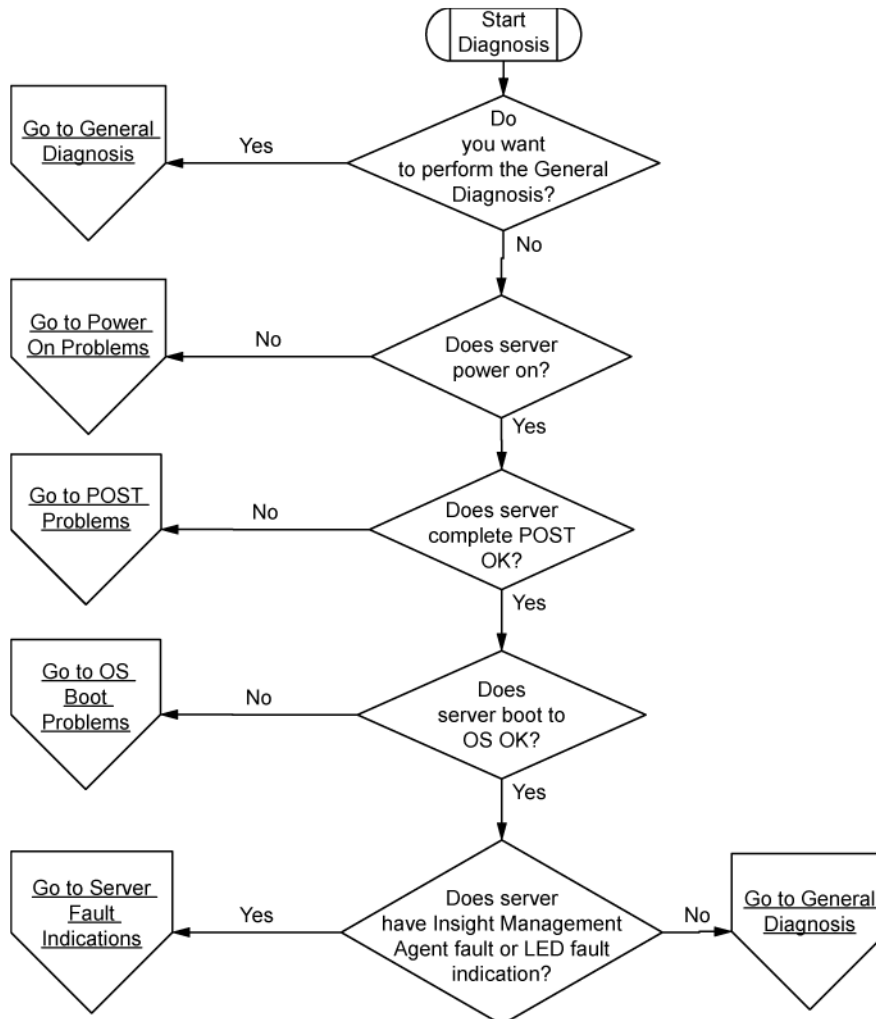 Start
Diagnosis
Do
you want
to perform the General
Diagnosis?
Yes
Go to General
Diagnosis
No
Does server
power on?
No
Go to Power
On Problems
Yes
Does server
complete POST
OK?
No
Go to POST
Problems
Yes
Does
server boot to
OS OK?
No
Go to OS
Boot
Problems
Yes
Does server
have Insight Management
Agent fault or LED fault
indication?
Yes
Go to Server
Fault
Indications
No
Go to General
Diagnosis